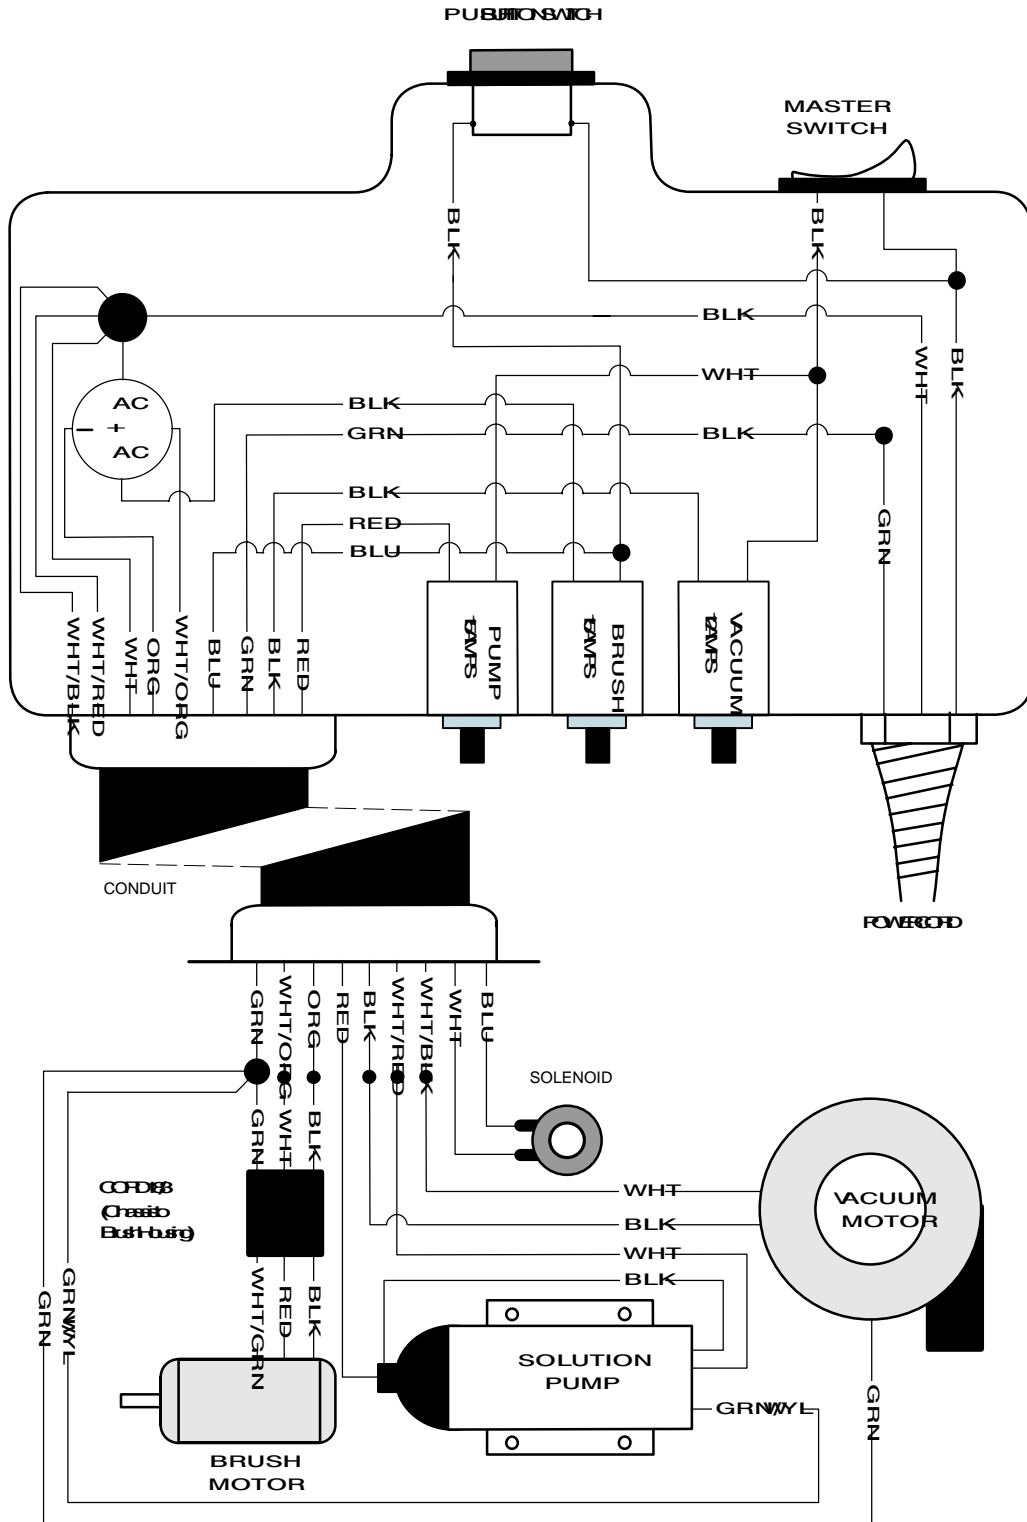 MASTER
SWITCH
BLK
BLK
BLK
WHT
BLK
WHT
AC
BLK
+
GRN
BLK
AC
BLK
GRN
RED
BLU
WHT/BLK
WHT/RED
WHT
ORG
WHT/ORG
BLU
GRN
BLK
RED
PUMP
BRUSH
VACUUM
CONDUIT
GRN
WHT/ORG
ORG
RED
BLK
WHT/RED
WHT/BLK
WHT
BLU
SOLENOID
GRN
WHT
BLK
WHT
BLK
WHT
BLK
VACUUM
MOTOR
WHT/GRN
RED
BLK
GRN
SOLUTION
PUMP
GRN
BRUSH
MOTOR